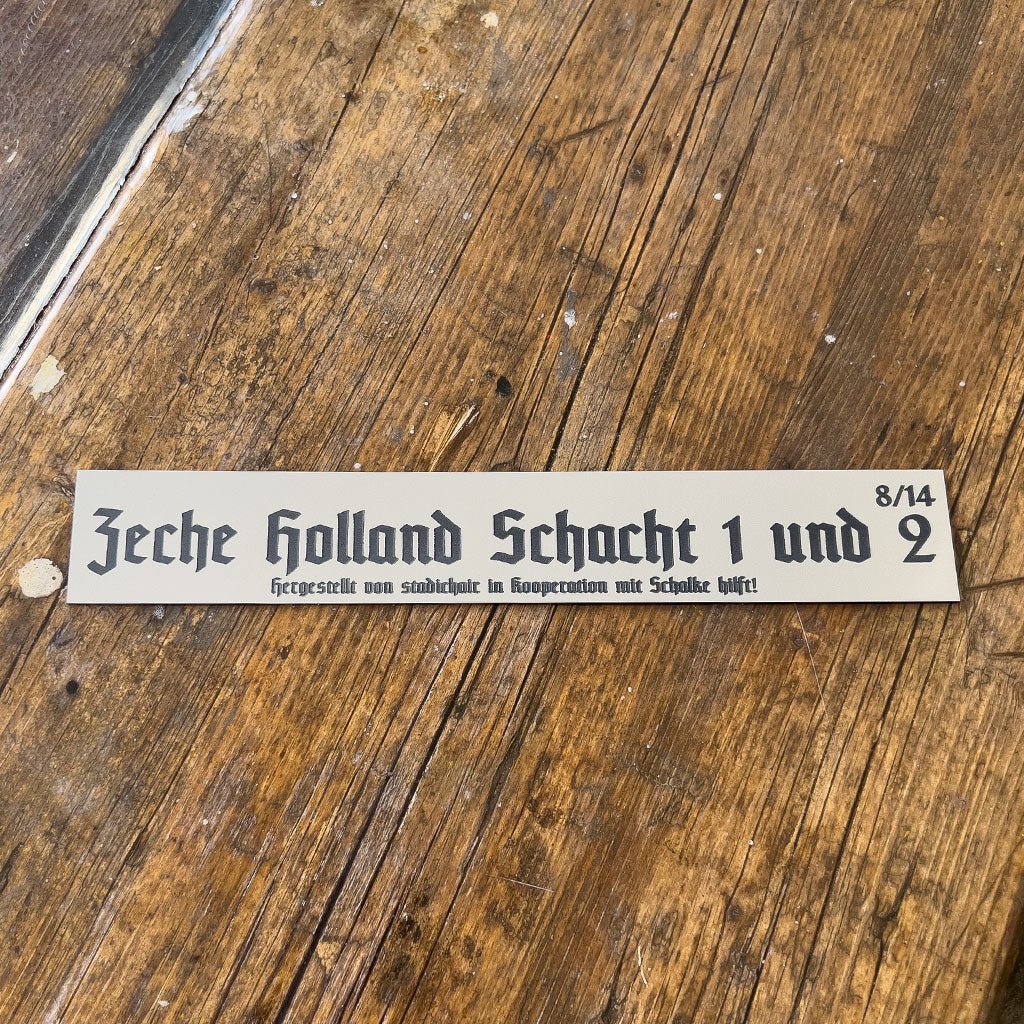 8/14
Zeche Holland Schacht 1 und 2
Hergestellt von stadichair in Kooperation mit Schalke hilft!